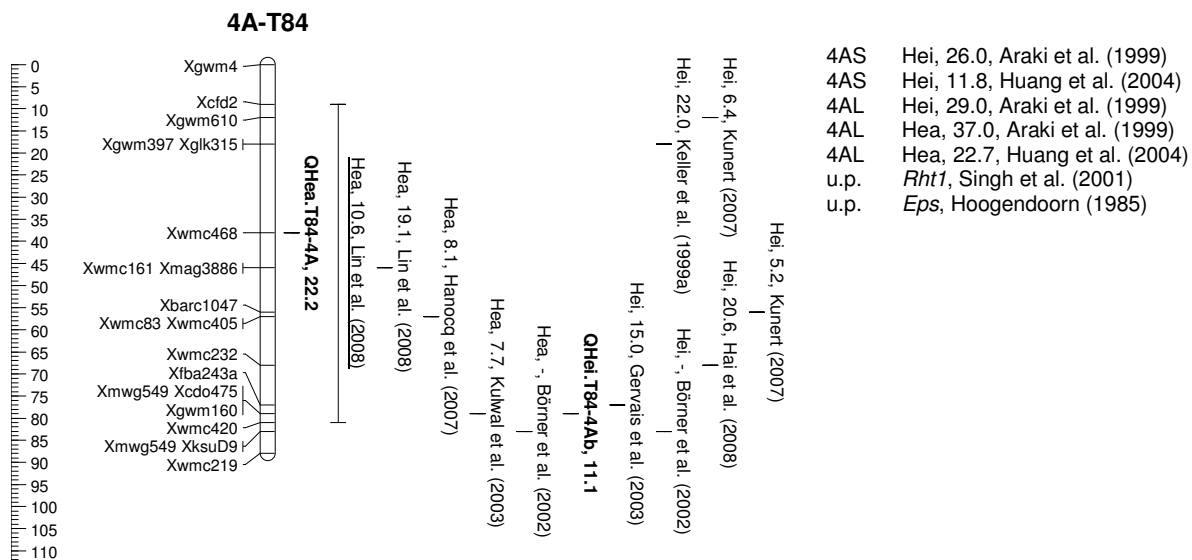 4A-T84
0
5
10
15
20
25
30
35
40
45
50
55
60
65
70
75
80
85
90
95
100
105
110
Xgwm4
Xcfd2
Xgwm610
Xgwm397 Xglk315
Xwmc468
Xwmc161 Xmag3886
Xbarc1047
Xwmc83 Xwmc405
Xwmc232
Xfba243a
Xmwg549 Xcdo475
Xgwm160
Xwmc420
Xmwg549 XksuD9
Xwmc219
QHea.T84-4A, 22.2
Hea, 10.6, Lin et al. (2008)
Hea, 19.1, Lin et al. (2008)
Hea, 8.1, Hanocq et al. (2007)
Hea, 7.7, Kulwal et al. (2003)
Hea, -, Börner et al. (2002)
QHei.T84-4Ab, 11.1
Hei, 15.0, Gervais et al. (2003)
Hei, 22.0, Keller et al. (1999a)
Hei, -, Börner et al. (2002)
Hei, 6.4, Kunert (2007)
Hei, 20.6, Hai et al. (2008)
Hei, 5.2, Kunert (2007)
4AS Hei, 26.0, Araki et al. (1999)
4AS Hei, 11.8, Huang et al. (2004)
4AL Hei, 29.0, Araki et al. (1999)
4AL Hea, 37.0, Araki et al. (1999)
4AL Hea, 22.7, Huang et al. (2004)
u.p. Rht1, Singh et al. (2001)
u.p. Eps, Hoogendoorn (1985)